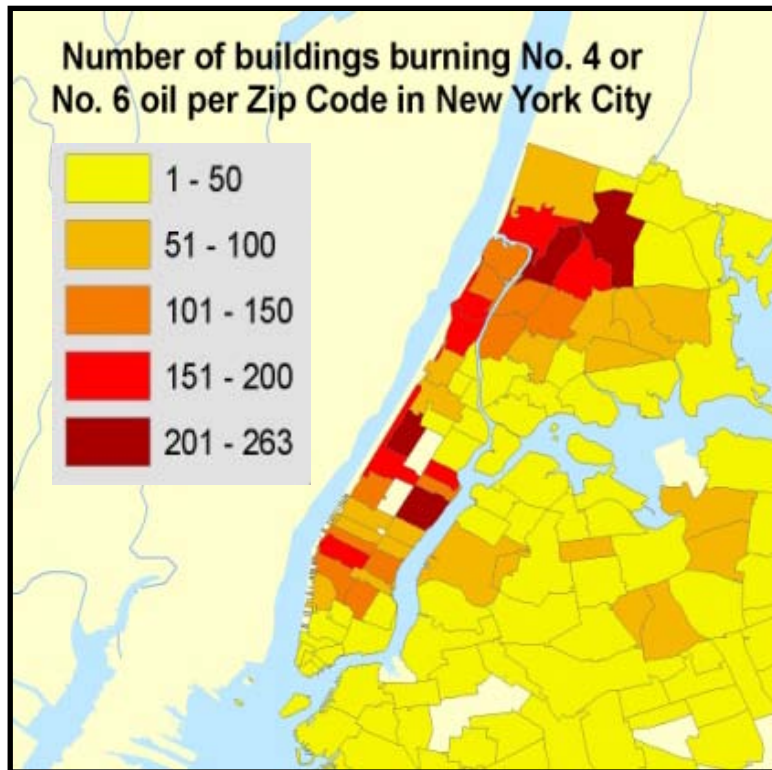 Number of buildings burning No. 4 or
No. 6 oil per Zip Code in New York City
1 - 50
51 - 100
101 - 150
151 - 200
201 - 263